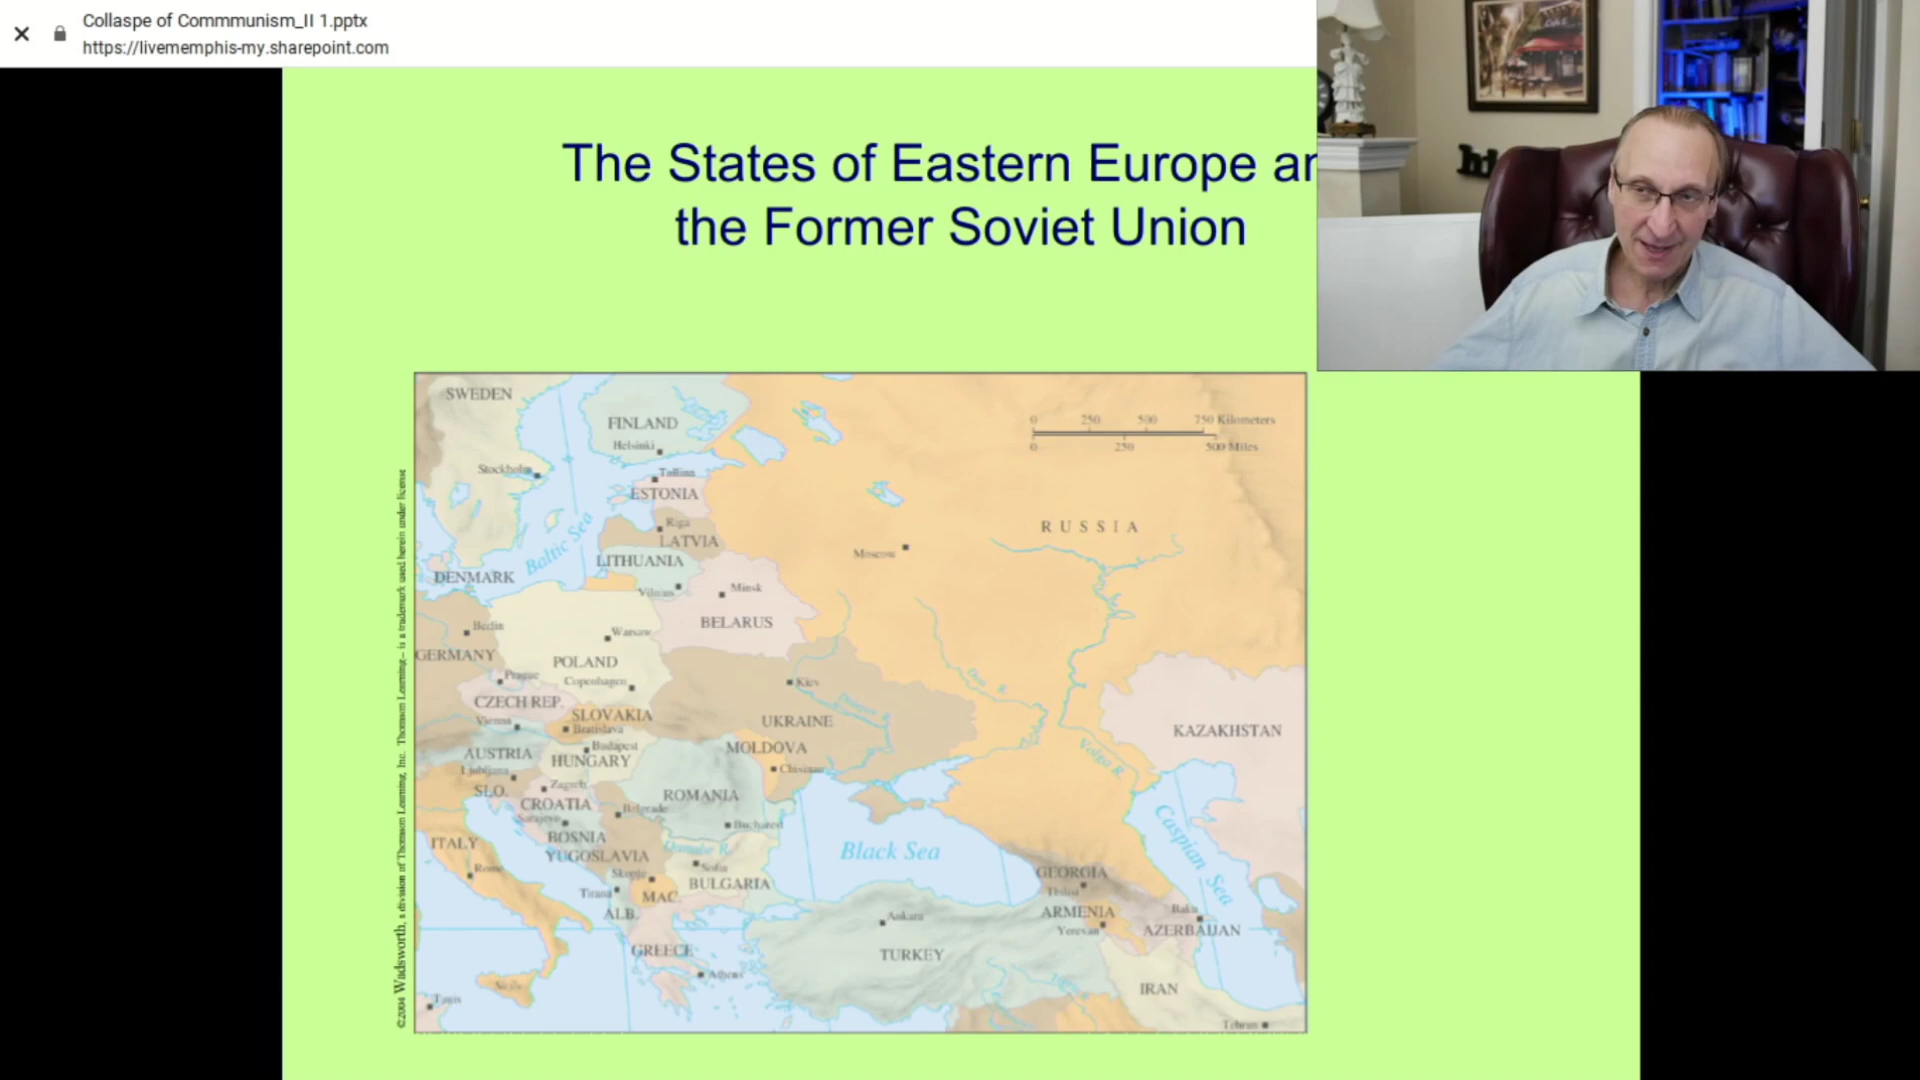 Collaspe of Commmunism_II 1.pptx
https://livememphis-my.sharepoint.com
The States of Eastern Europe an
the Former Soviet Union
SWEDEN
FINLAND
Helsinki
Stockholm
Tallinn
ESTONIA
Riga
LATVIA
Baltic Sea
LITHUANIA
DENMARK
Vilnius
Minsk
BELARUS
Berlin
Warsaw
GERMANY
POLAND
Prague
Copenhagen
CZECH REP.
Vienna
SLOVAKIA
Bratislava
AUSTRIA
Budapest
HUNGARY
Ljubljana
SLO.
Zagreb
CROATIA
Sarajevo
Belgrade
BOSNIA
YUGOSLAVIA
ITALY
Rome
Skopje
Tirana
MAC.
ALB.
GREECE
Athens
Sicily
Tunis
0 250 500 750 Kilometers
0 250 500 Miles
RUSSIA
Moscow
Kiev
Don R.
Dnieper R.
UKRAINE
MOLDOVA
Chisinau
ROMANIA
Bucharest
Danube R.
Sofia
BULGARIA
Black Sea
Volga R.
KAZAKHSTAN
Caspian Sea
GEORGIA
Tbilisi
ARMENIA
Yerevan
Baku
AZERBAIJAN
Ankara
TURKEY
IRAN
Tehran
©2004 Wadsworth, a division of Thomson Learning, Inc. Thomson Learning™ is a trademark used herein under license